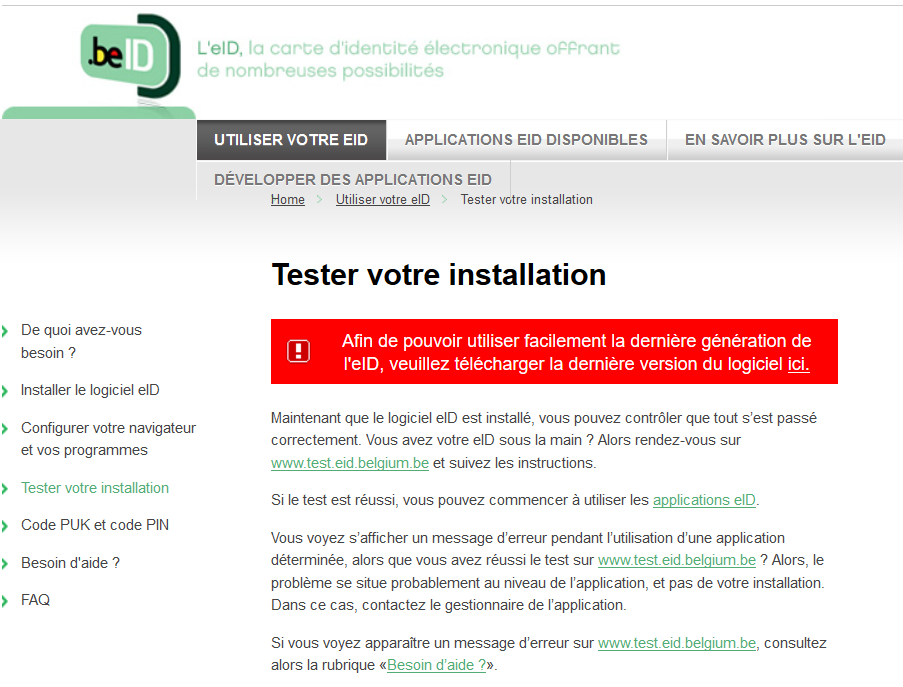 .beID
L'eID, la carte d'identité électronique offrant
de nombreuses possibilités
UTILISER VOTRE EID
APPLICATIONS EID DISPONIBLES
EN SAVOIR PLUS SUR L'EID
DÉVELOPPER DES APPLICATIONS EID
Home > Utiliser votre eID > Tester votre installation
Tester votre installation
De quoi avez-vous
besoin ?
Installer le logiciel eID
Configurer votre navigateur
et vos programmes
Tester votre installation
Code PUK et code PIN
Besoin d'aide ?
FAQ
Afin de pouvoir utiliser facilement la dernière génération de
l'eID, veuillez télécharger la dernière version du logiciel ici.
Maintenant que le logiciel eID est installé, vous pouvez contrôler que tout s’est passé
correctement. Vous avez votre eID sous la main ? Alors rendez-vous sur
www.test.eid.belgium.be et suivez les instructions.
Si le test est réussi, vous pouvez commencer à utiliser les applications eID.
Vous voyez s’afficher un message d’erreur pendant l’utilisation d’une application
déterminée, alors que vous avez réussi le test sur www.test.eid.belgium.be ? Alors, le
problème se situe probablement au niveau de l’application, et pas de votre installation.
Dans ce cas, contactez le gestionnaire de l’application.
Si vous voyez apparaître un message d’erreur sur www.test.eid.belgium.be, consultez
alors la rubrique «Besoin d’aide ?».